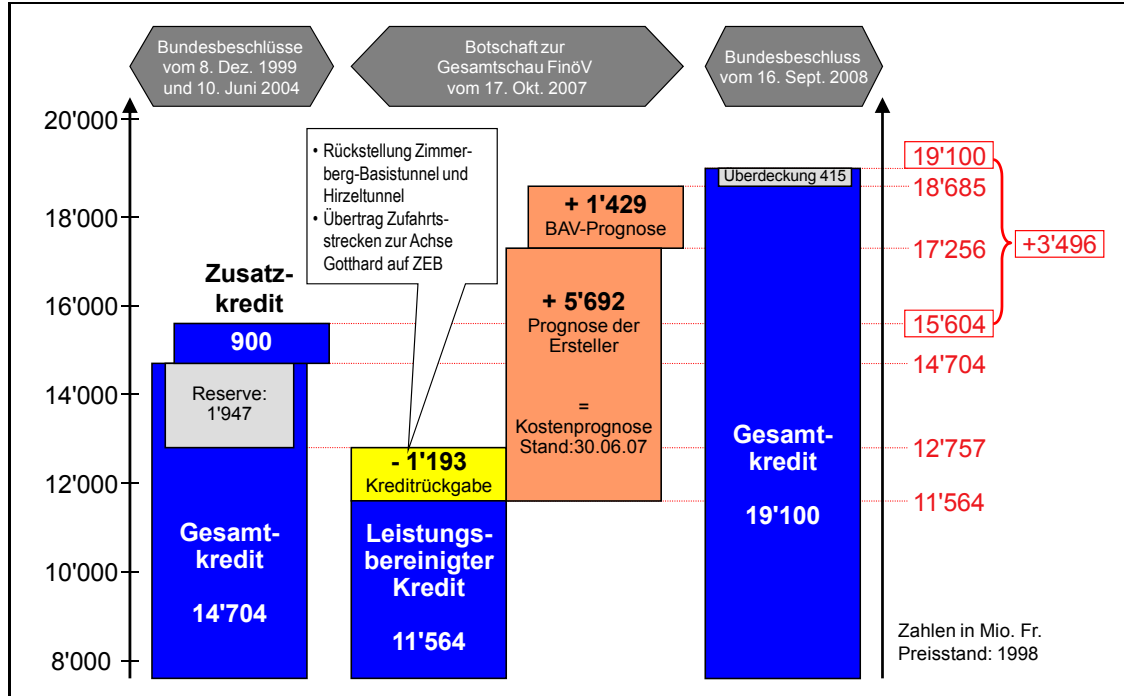 Bundesbeschlüsse
vom 8. Dez. 1999
und 10. Juni 2004
Botschaft zur
Gesamtschau FinöV
vom 17. Okt. 2007
Bundesbeschluss
vom 16. Sept. 2008
20'000
18'000
16'000
14'000
12'000
10'000
8'000
Zusatz-
kredit
900
Reserve:
1'947
Gesamt-
kredit
14'704
• Rückstellung Zimmer-
berg-Basistunnel und
Hirzeltunnel
• Übertrag Zufahrts-
strecken zur Achse
Gotthard auf ZEB
- 1'193
Kreditrückgabe
Leistungs-
bereinigter
Kredit
11'564
+ 1'429
BAV-Prognose
+ 5'692
Prognose der
Ersteller
=
Kostenprognose
Stand:30.06.07
Überdeckung 415
Gesamt-
kredit
19'100
19'100
18'685
17'256
15'604
14'704
12'757
11'564
+3'496
Zahlen in Mio. Fr.
Preisstand: 1998